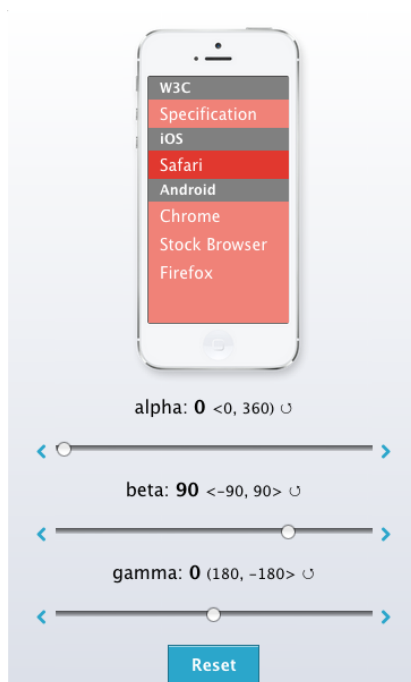 W3C
Specification
iOS
Safari
Android
Chrome
Stock Browser
Firefox
alpha: 0 <0, 360) ↺
beta: 90 <-90, 90> ↺
gamma: 0 (180, -180> ↺
Reset